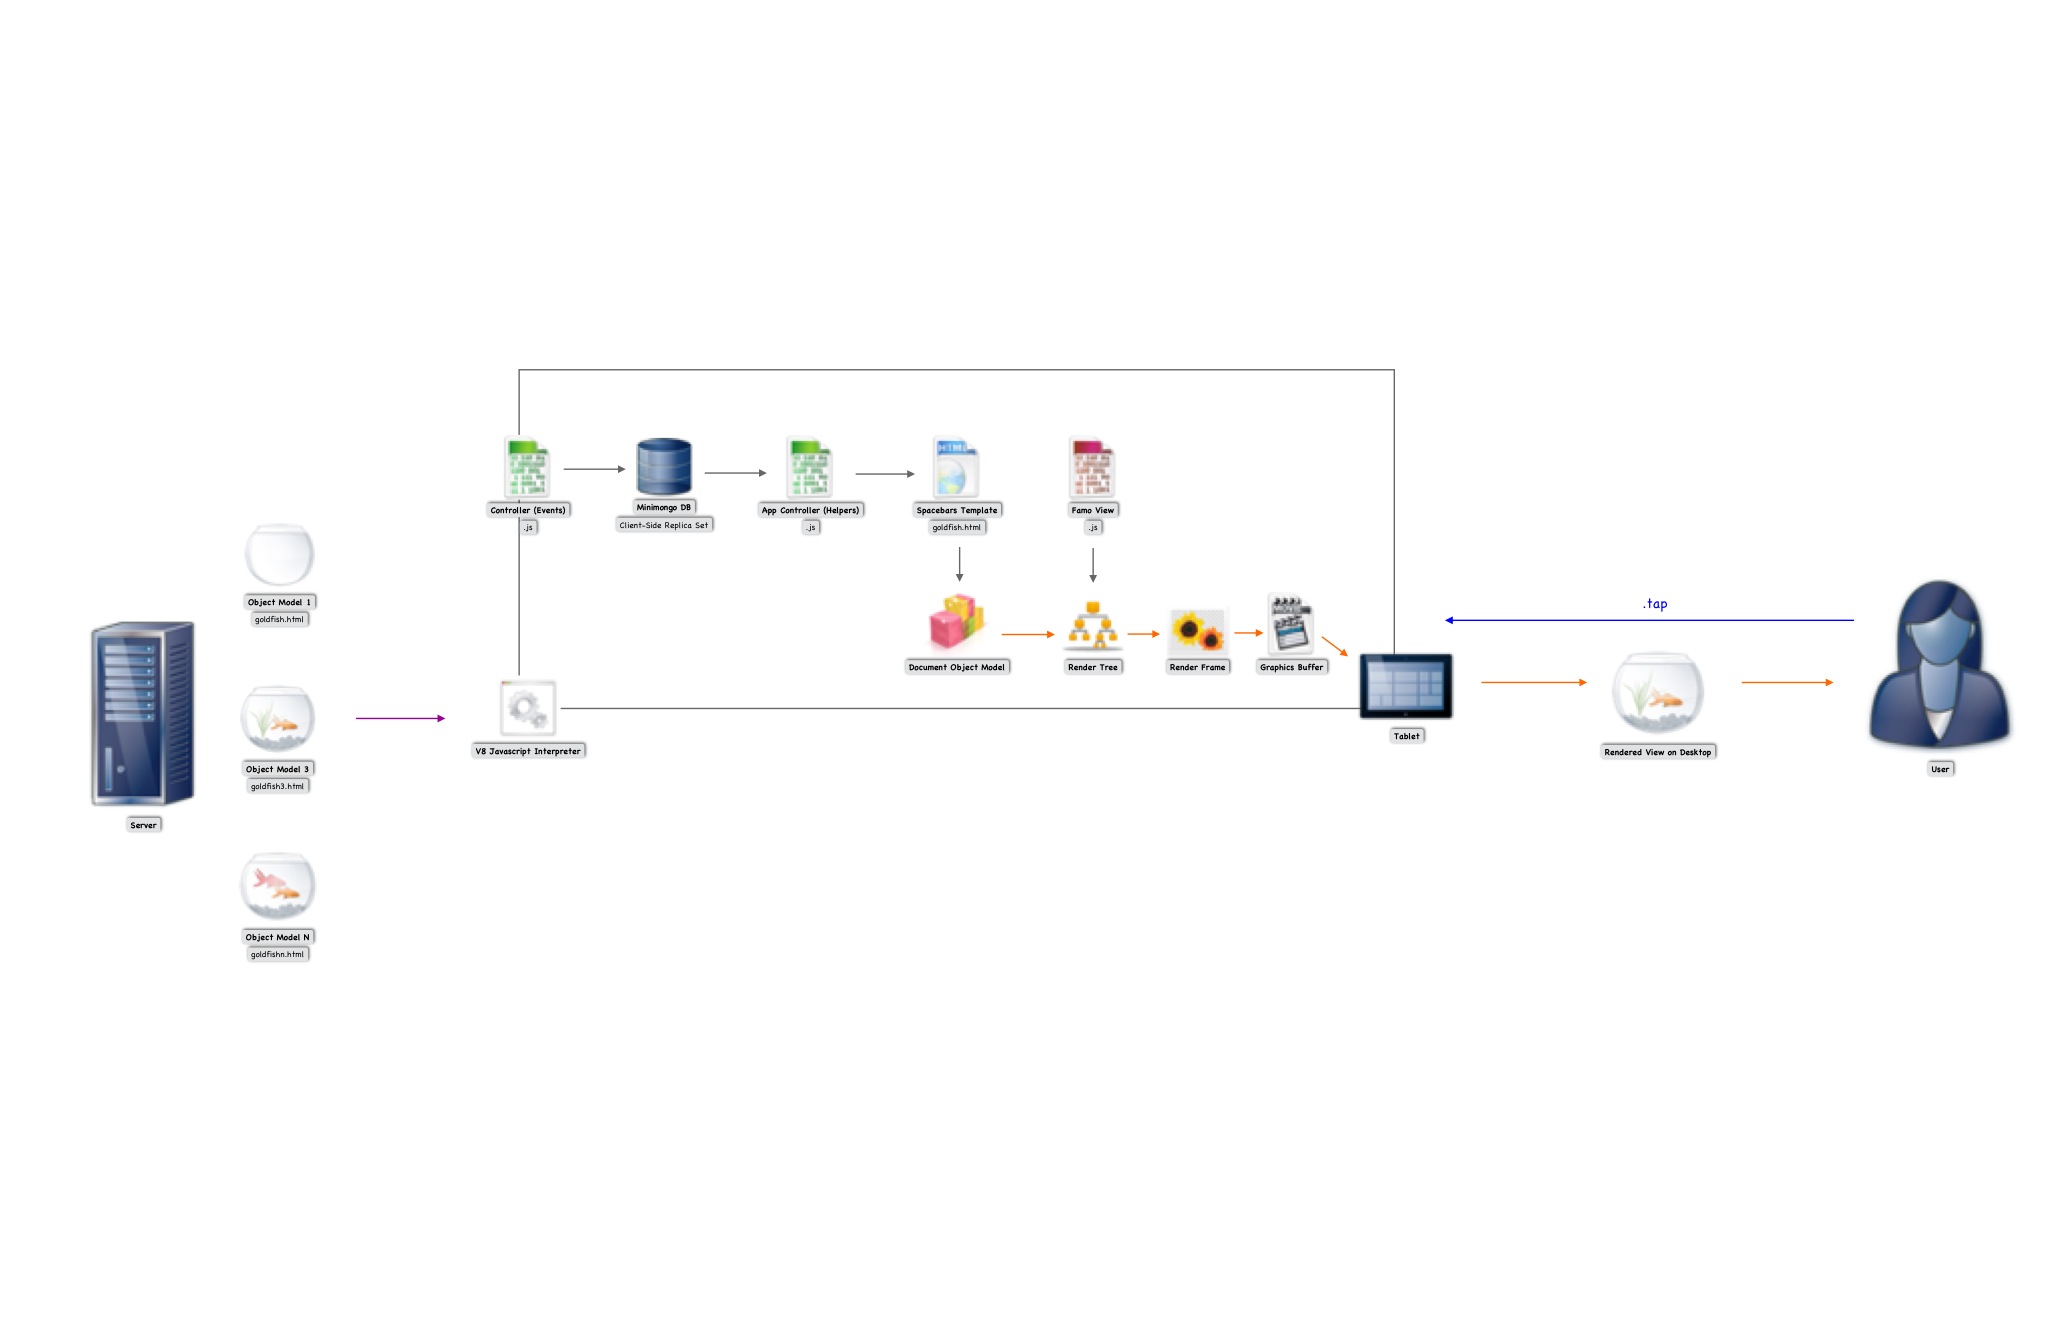 Controller (Events)
.js
Minimongo DB
Client-Side Replica Set
App Controller (Helpers)
.js
Spacebars Template
goldfish.html
Famo View
.js
Object Model 1
goldfish.html
.tap
Document Object Model
Render Tree
Render Frame
Graphics Buffer
Tablet
V8 Javascript Interpreter
Rendered View on Desktop
User
Object Model 3
goldfish3.html
Server
Object Model N
goldfishn.html